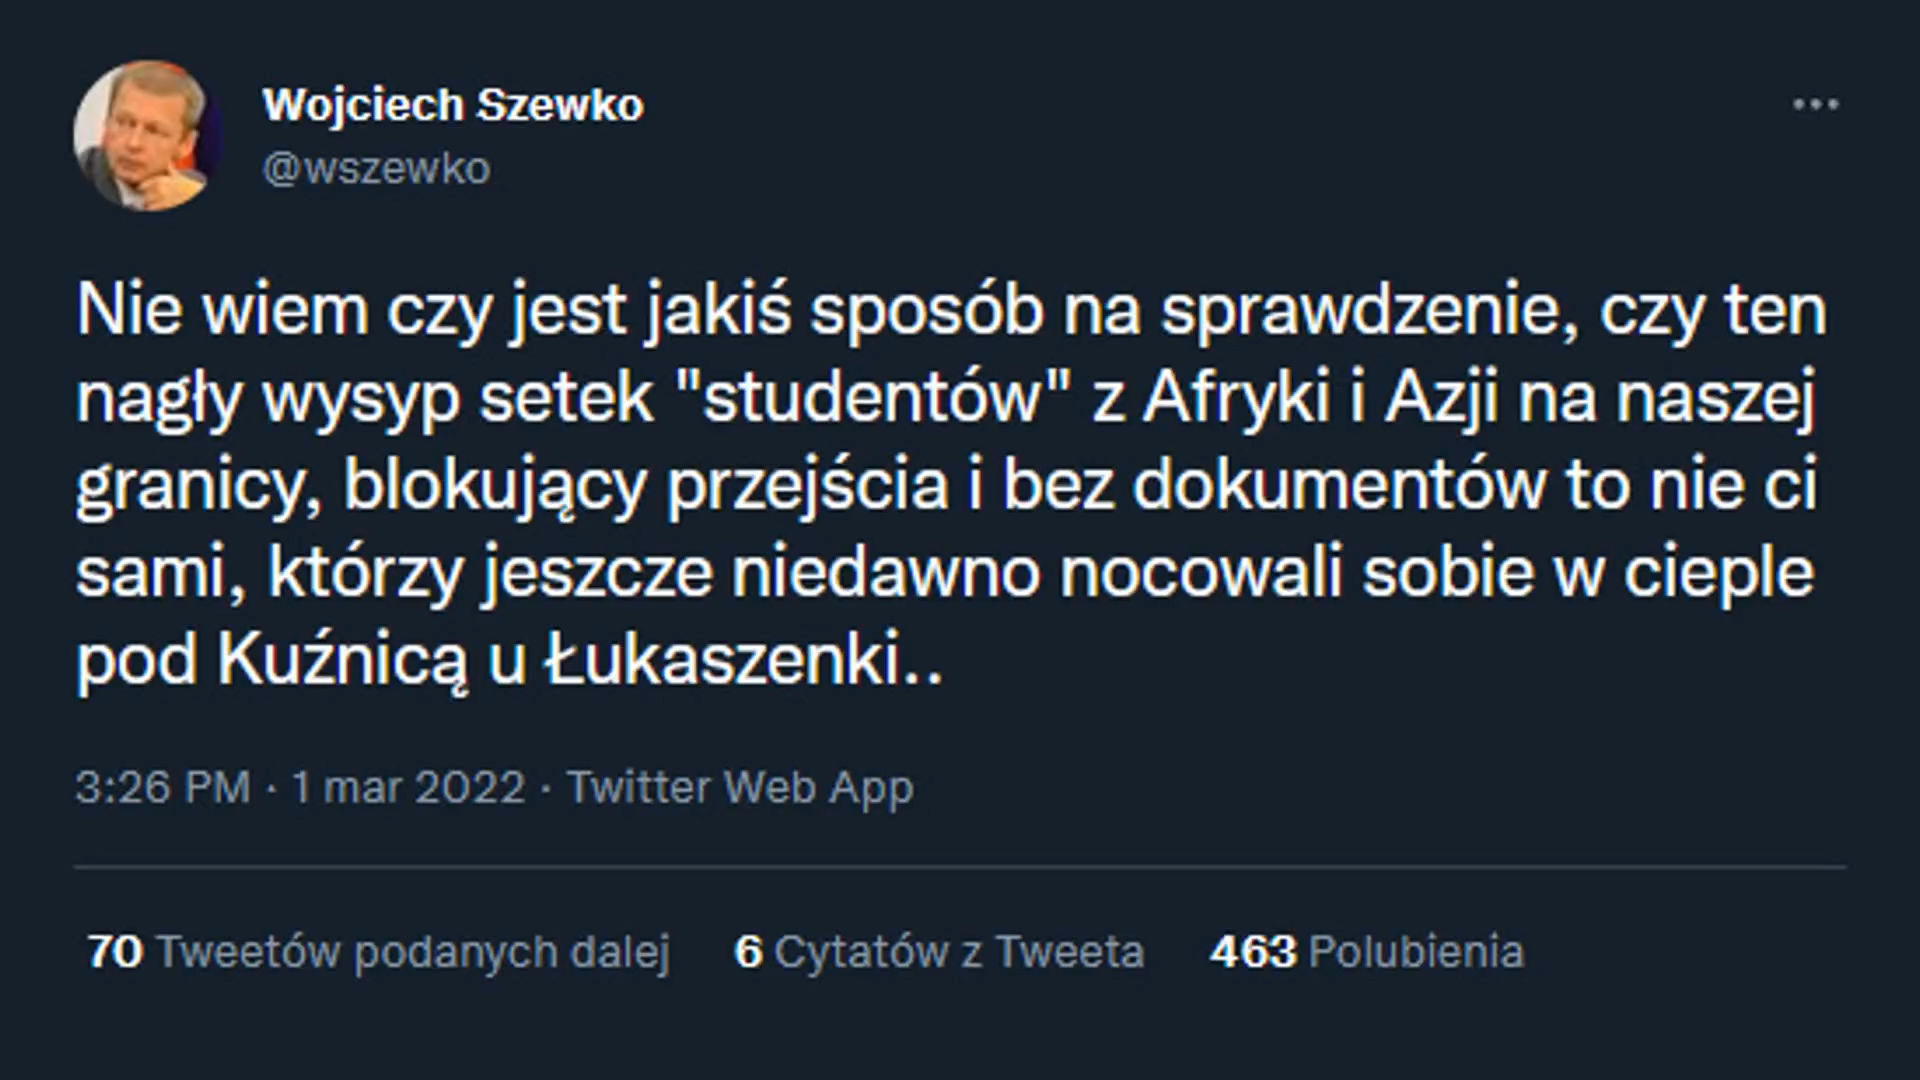 Wojciech Szewko
@wszewko
Nie wiem czy jest jakiś sposób na sprawdzenie, czy ten
nagły wysyp setek "studentów" z Afryki i Azji na naszej
granicy, blokujący przejścia i bez dokumentów to nie ci
sami, którzy jeszcze niedawno nocowali sobie w cieple
pod Kuźnicą u Łukaszenki..
3:26 PM · 1 mar 2022 · Twitter Web App
70 Tweetów podanych dalej 6 Cytatów z Tweeta 463 Polubienia